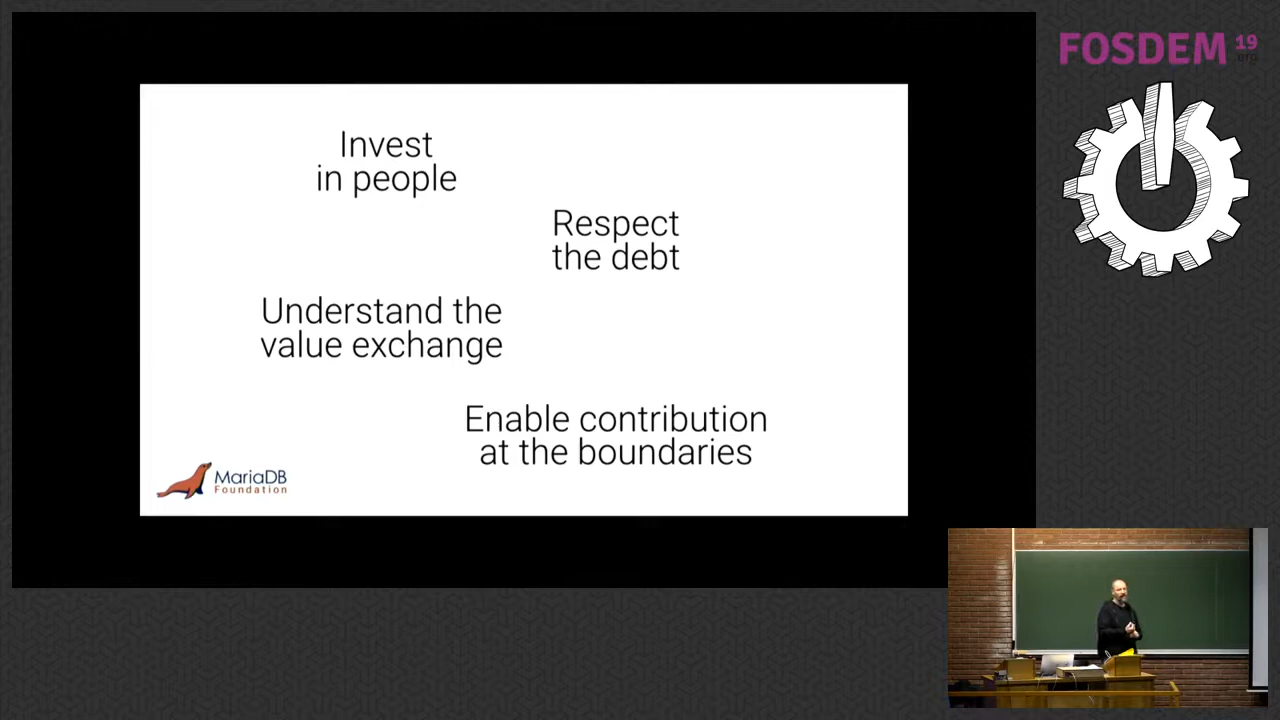 FOSDEM 19
.org
Invest
in people
Respect
the debt
Understand the
value exchange
Enable contribution
at the boundaries
MariaDB
Foundation